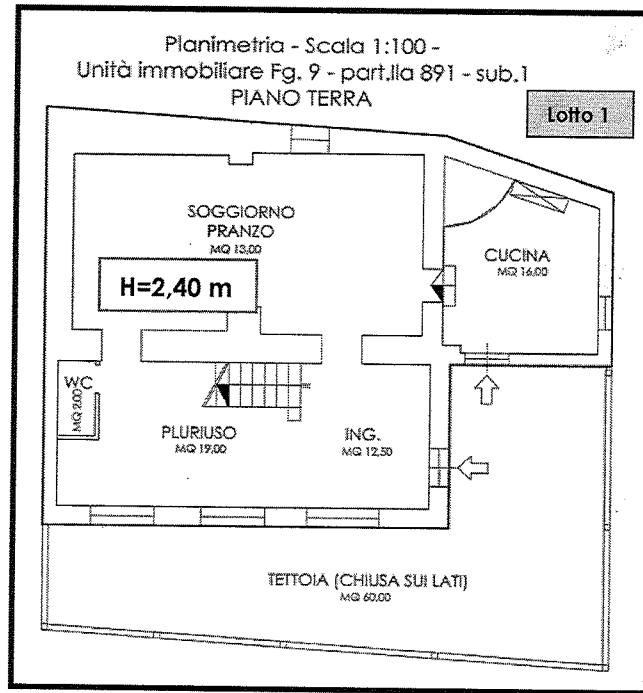 Planimetria - Scala 1:100 -
Unità immobiliare Fg. 9 - part.lla 891 - sub.1
PIANO TERRA
Lotto 1
SOGGIORNO
PRANZO
MQ 13,00
CUCINA
MQ 16,00
H=2,40 m
WC
MQ 2,00
PLURIUSO
MQ 19,00
ING.
MQ 12,50
TETTOIA (CHIUSA SUI LATI)
MQ 60,00